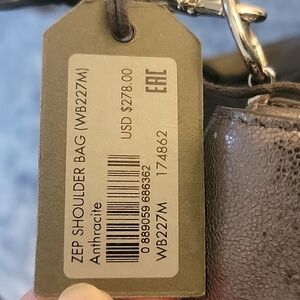 ZEP SHOULDER BAG (WB227M)
Anthracite
USD $278.00
EAC
0 889059 686362
WB227M
174862